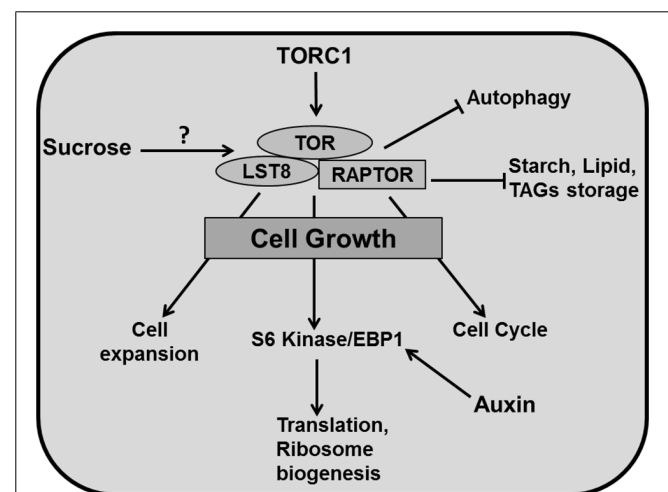 TORC1
Autophagy
?
Sucrose
TOR
LST8
RAPTOR
Starch, Lipid,
TAGs storage
Cell Growth
Cell
expansion
S6 Kinase/EBP1
Cell Cycle
Auxin
Translation,
Ribosome
biogenesis